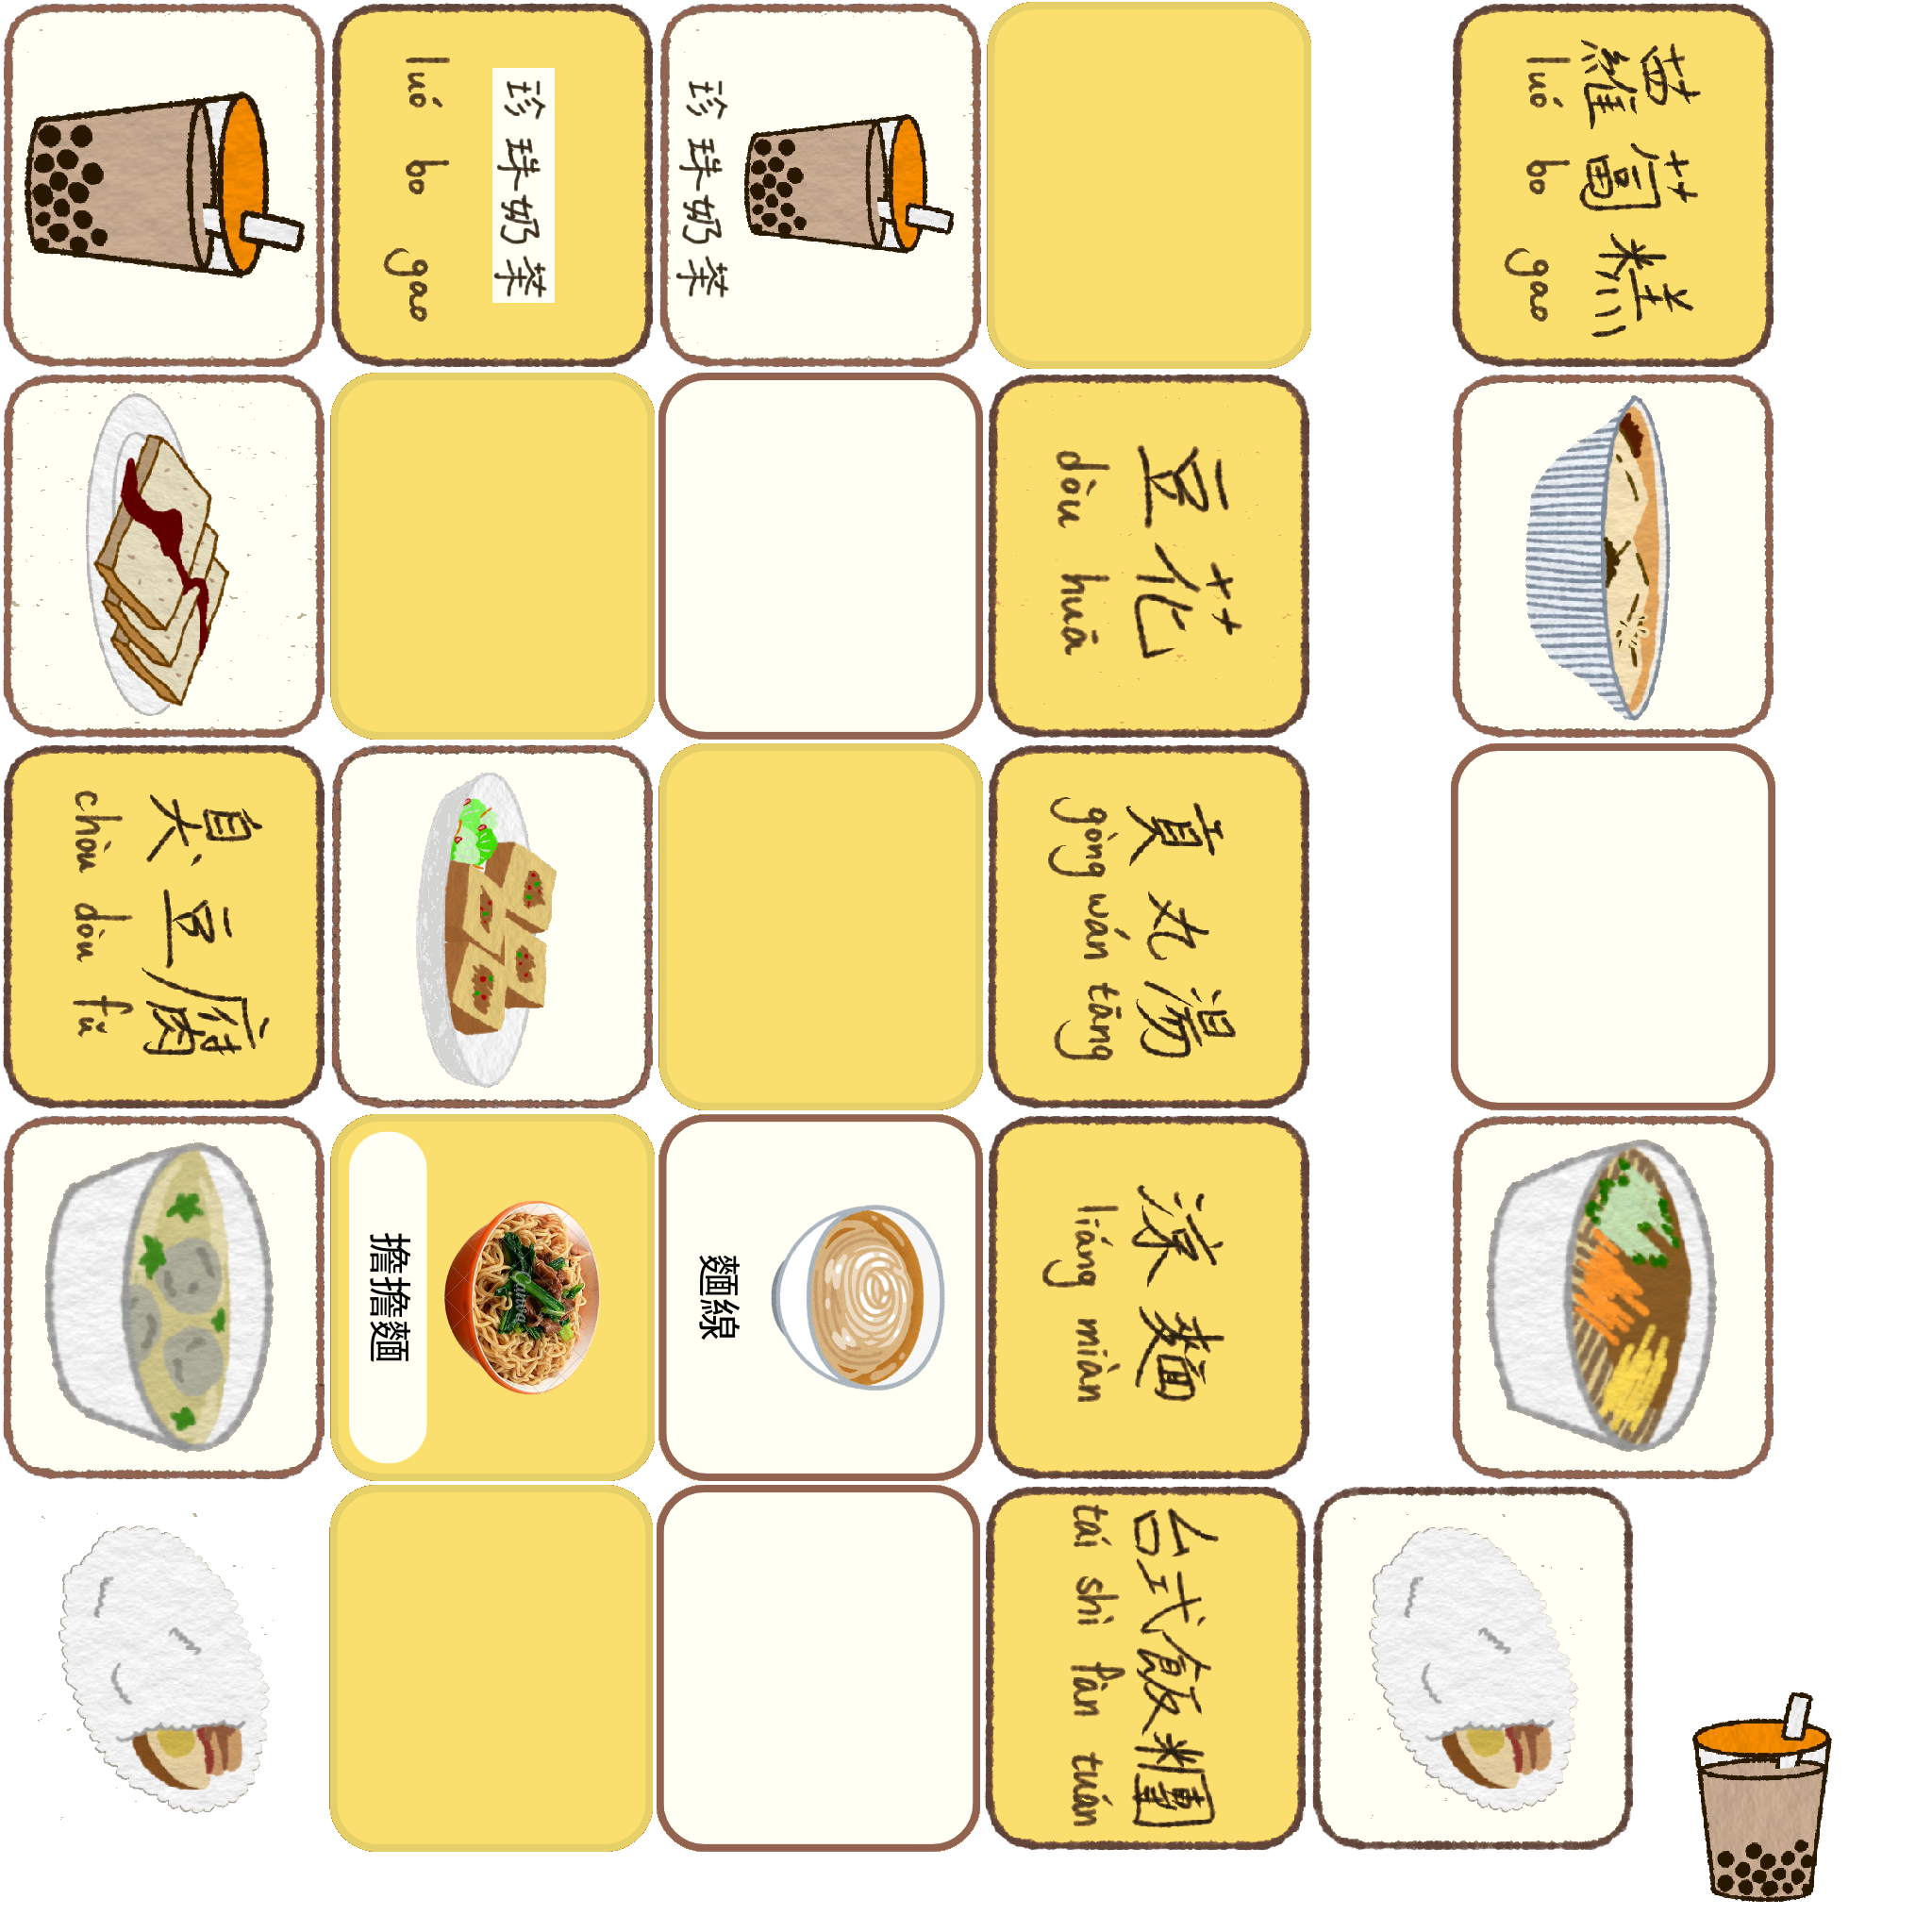 珍珠奶茶
luó bo gao
珍珠奶茶
蘿蔔糕
luó bo gao
豆花
dòu huā
臭豆腐
chòu dòu fǔ
貢丸湯
gòng wán tāng
擔擔麵
麵線
涼麵
liáng miàn
台式飯糰
tái shì fàn tuán